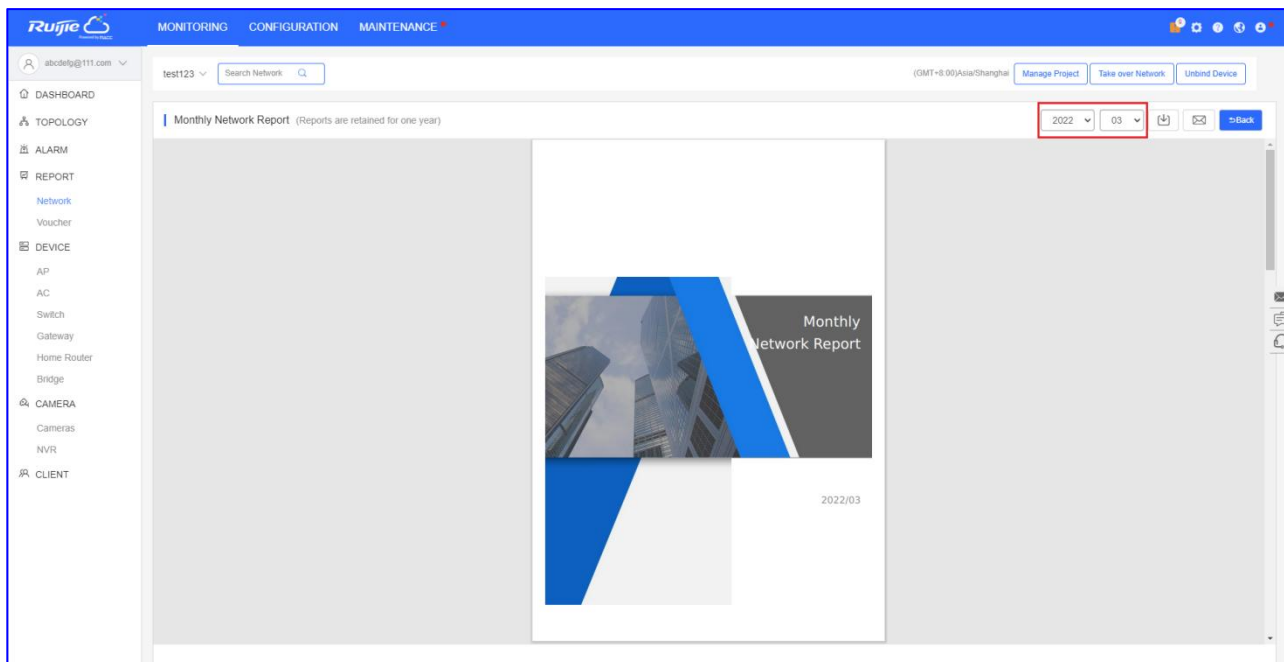 Ruijie
MONITORING CONFIGURATION MAINTENANCE
abcdefg@111.com
DASHBOARD
TOPOLOGY
ALARM
REPORT
Network
Voucher
DEVICE
AP
AC
Switch
Gateway
Home Router
Bridge
CAMERA
Cameras
NVR
CLIENT
test123 Search Network (GMT+8:00)Asia/Shanghai Manage Project Take over Network Unbind Device
Monthly Network Report (Reports are retained for one year) 2022 03 Back
Monthly
Network Report
2022/03